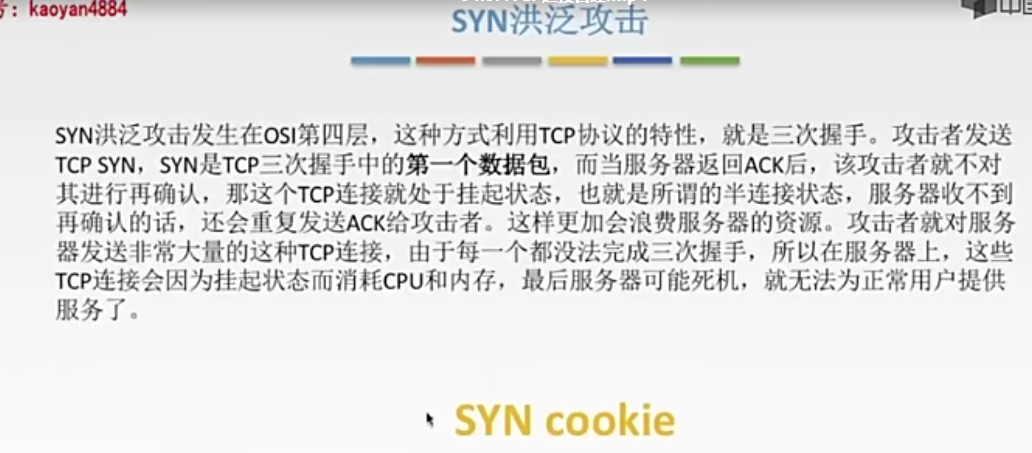 号：kaoyan4884
中国
SYN洪泛攻击
SYN洪泛攻击发生在OSI第四层，这种方式利用TCP协议的特性，就是三次握手。攻击者发送
TCP SYN，SYN是TCP三次握手中的第一个数据包，而当服务器返回ACK后，该攻击者就不对
其进行再确认，那这个TCP连接就处于挂起状态，也就是所谓的半连接状态，服务器收不到
再确认的话，还会重复发送ACK给攻击者。这样更加会浪费服务器的资源。攻击者就对服务
器发送非常大量的这种TCP连接，由于每一个都没法完成三次握手，所以在服务器上，这些
TCP连接会因为挂起状态而消耗CPU和内存，最后服务器可能死机，就无法为正常用户提供
服务了。
SYN cookie